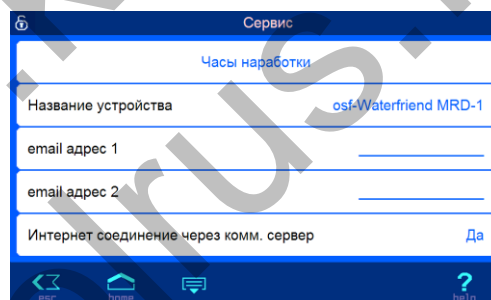 Сервис
Часы наработки
Название устройства osf-Waterfriend MRD-1
email адрес 1
email адрес 2
Интернет соединение через комм. сервер Да
esc home ? help